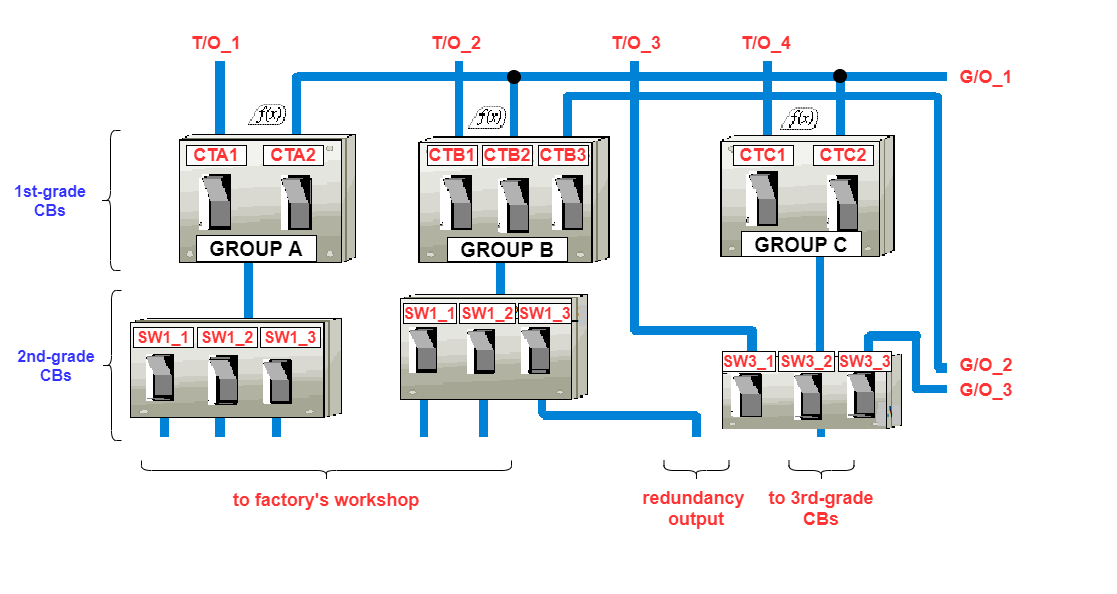 T/O_1
T/O_2
T/O_3
T/O_4
G/O_1
f(x)
f(x)
f(x)
1st-grade
CBs
CTA1
CTA2
GROUP A
CTB1
CTB2
CTB3
GROUP B
CTC1
CTC2
GROUP C
2nd-grade
CBs
SW1_1
SW1_2
SW1_3
SW1_1
SW1_2
SW1_3
SW3_1
SW3_2
SW3_3
G/O_2
G/O_3
to factory's workshop
redundancy
output
to 3rd-grade
CBs